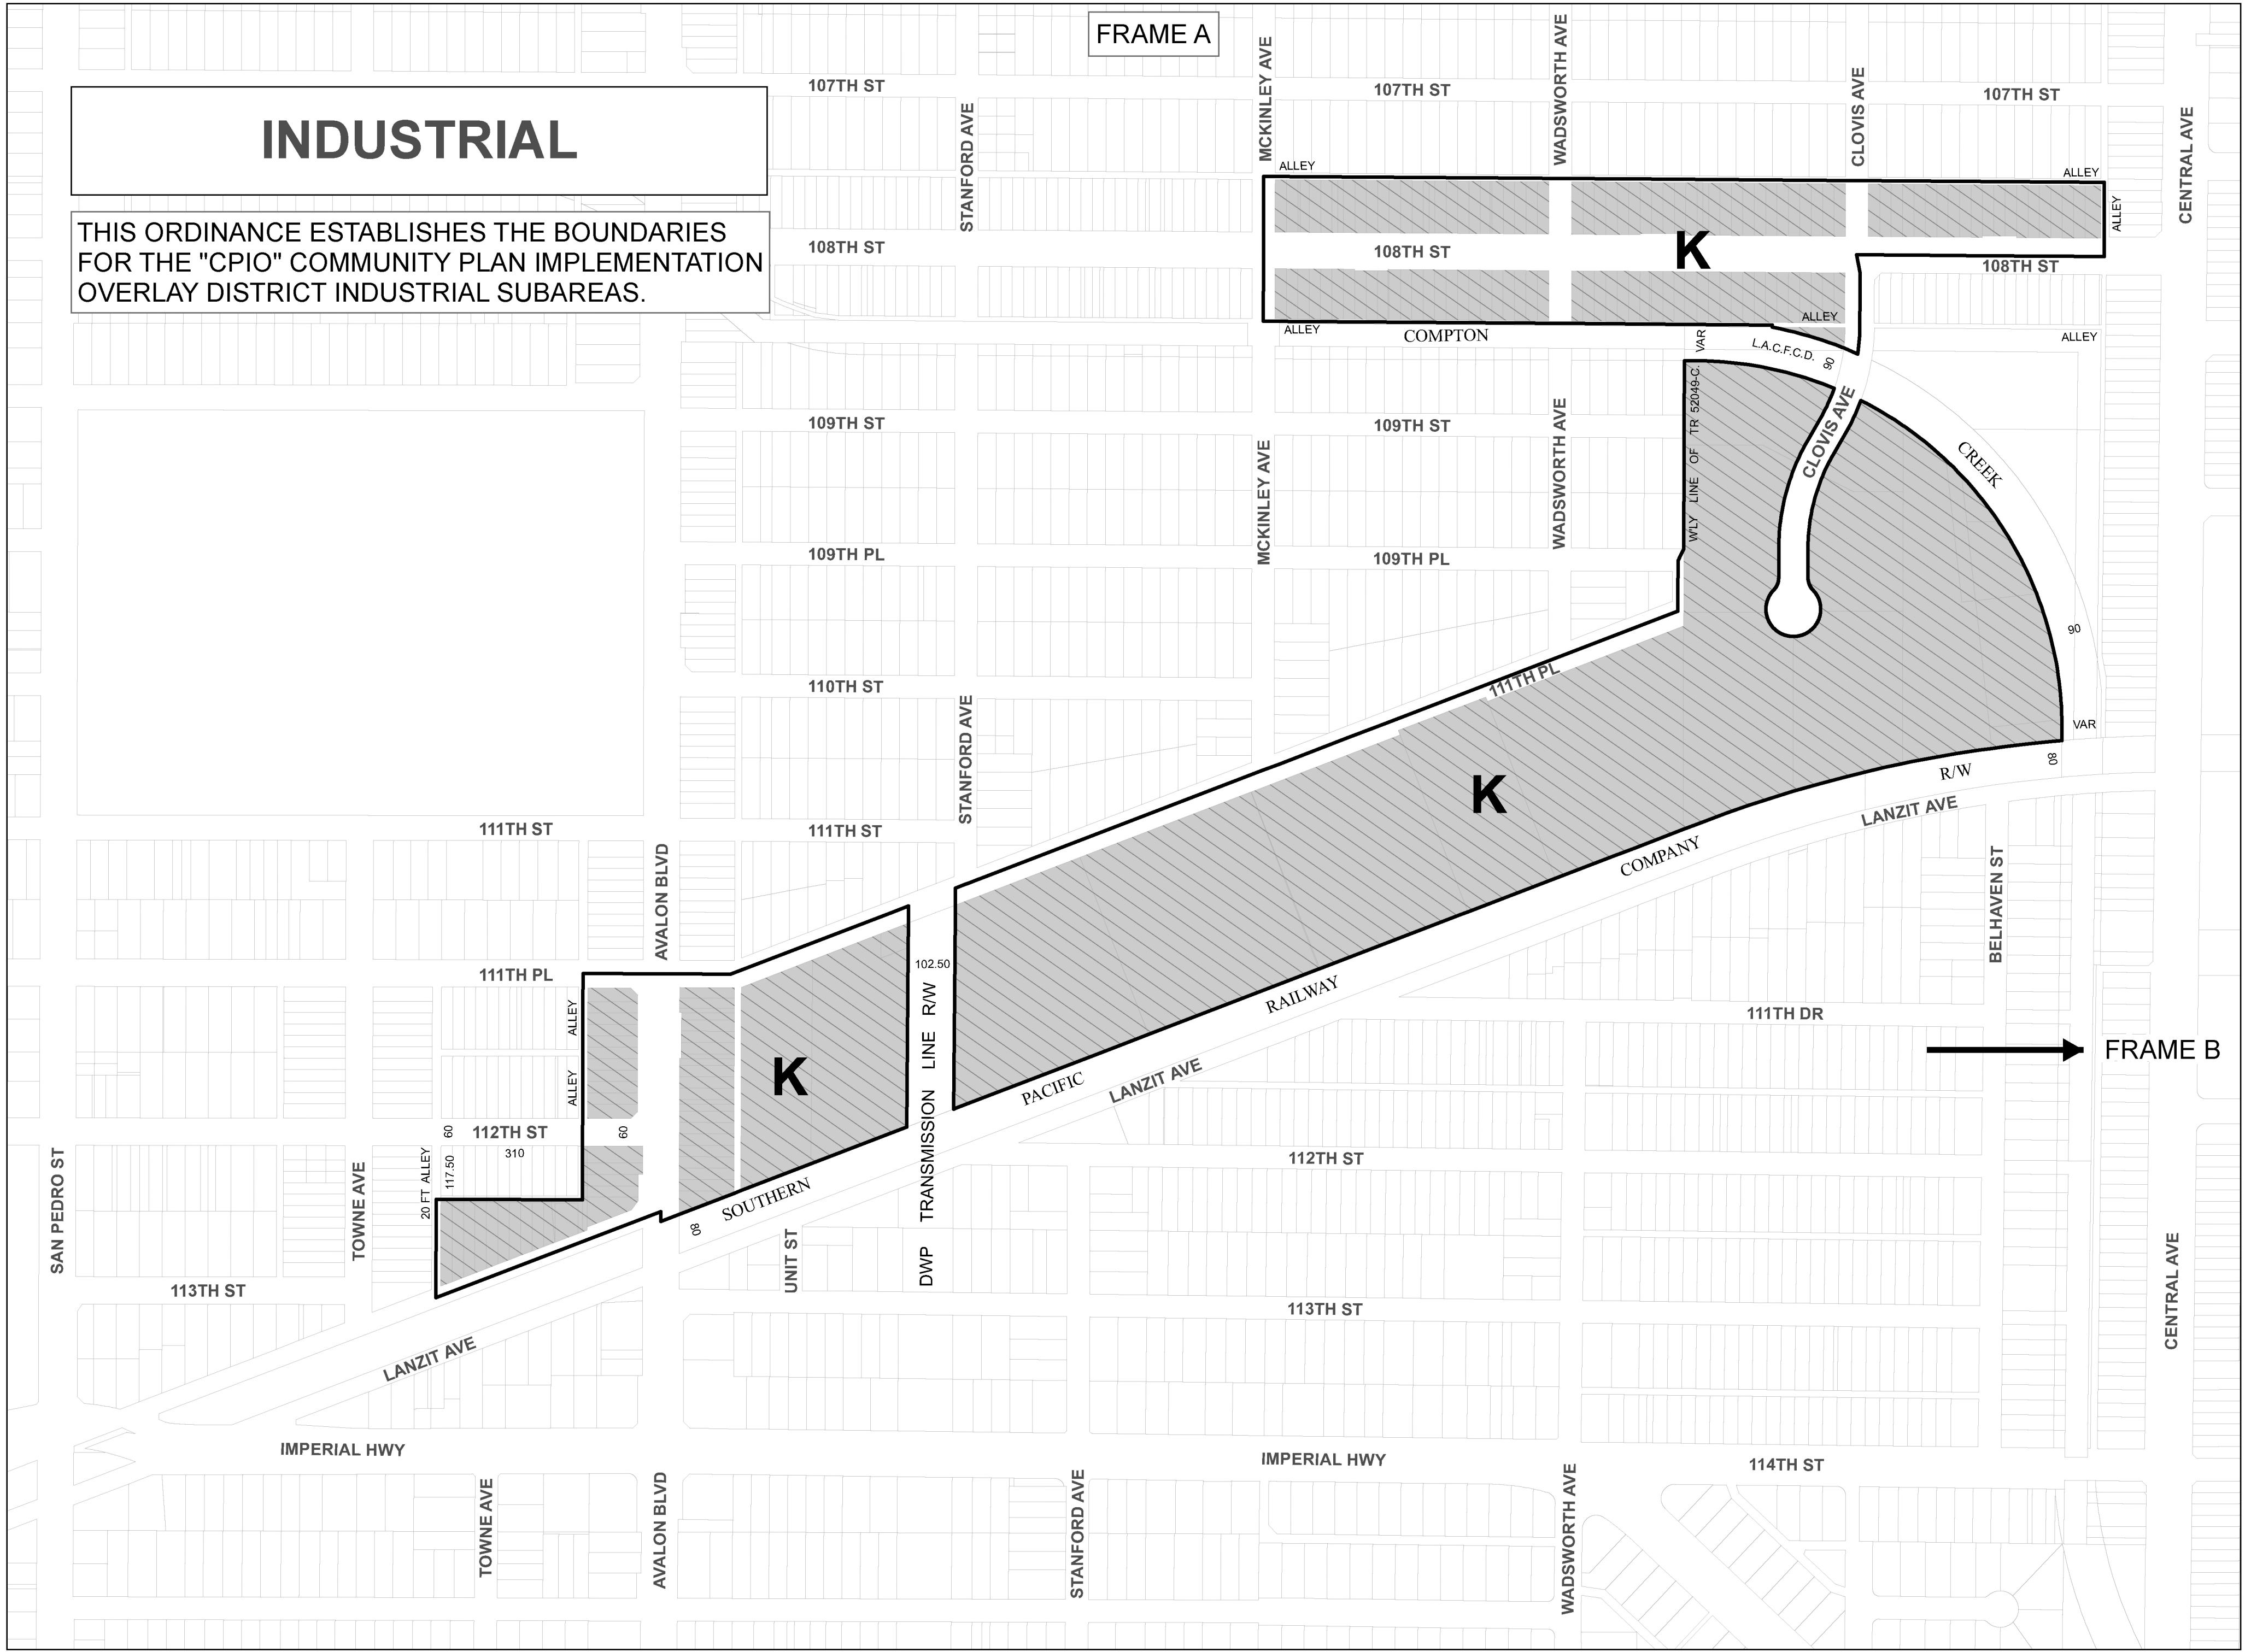 FRAME A
INDUSTRIAL
THIS ORDINANCE ESTABLISHES THE BOUNDARIES
FOR THE "CPIO" COMMUNITY PLAN IMPLEMENTATION
OVERLAY DISTRICT INDUSTRIAL SUBAREAS.
107TH ST
107TH ST
107TH ST
STANFORD AVE
MCKINLEY AVE
WADSWORTH AVE
CLOVIS AVE
CENTRAL AVE
ALLEY
ALLEY
ALLEY
108TH ST
108TH ST
K
108TH ST
ALLEY
COMPTON
ALLEY
ALLEY
VAR
L.A.C.F.C.D.
90
W'LY LINE OF TR 52049-C.
CLOVIS AVE
CREEK
109TH ST
109TH ST
MCKINLEY AVE
WADSWORTH AVE
109TH PL
109TH PL
90
110TH ST
111TH PL
VAR
80
STANFORD AVE
K
R/W
LANZIT AVE
COMPANY
111TH ST
111TH ST
AVALON BLVD
BELHAVEN ST
111TH PL
102.50
RAILWAY
ALLEY
ALLEY
K
DWP TRANSMISSION LINE R/W
PACIFIC
LANZIT AVE
111TH DR
FRAME B
60
112TH ST
60
310
117.50
20 FT ALLEY
112TH ST
SAN PEDRO ST
TOWNE AVE
SOUTHERN
80
UNIT ST
113TH ST
113TH ST
CENTRAL AVE
LANZIT AVE
IMPERIAL HWY
IMPERIAL HWY
114TH ST
TOWNE AVE
AVALON BLVD
STANFORD AVE
WADSWORTH AVE